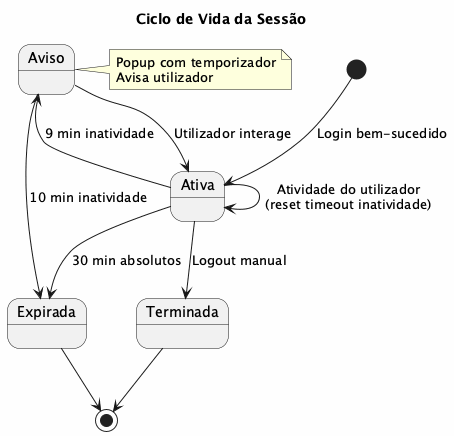 Ciclo de Vida da Sessão
Aviso
Popup com temporizador
Avisa utilizador
9 min inatividade
Utilizador interage
Login bem-sucedido
Ativa
Atividade do utilizador
(reset timeout inatividade)
10 min inatividade
30 min absolutos
Logout manual
Expirada
Terminada